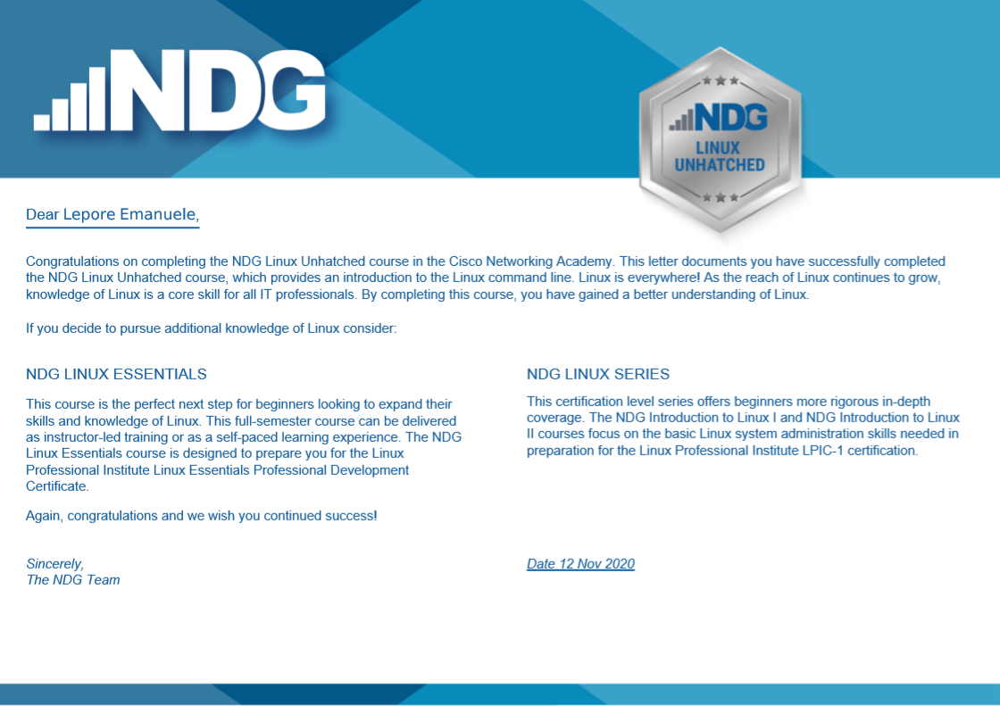 NDG
NDG
LINUX
UNHATCHED
Dear Lepore Emanuele,
Congratulations on completing the NDG Linux Unhatched course in the Cisco Networking Academy. This letter documents you have successfully completed
the NDG Linux Unhatched course, which provides an introduction to the Linux command line. Linux is everywhere! As the reach of Linux continues to grow,
knowledge of Linux is a core skill for all IT professionals. By completing this course, you have gained a better understanding of Linux.
If you decide to pursue additional knowledge of Linux consider:
NDG LINUX ESSENTIALS
This course is the perfect next step for beginners looking to expand their
skills and knowledge of Linux. This full-semester course can be delivered
as instructor-led training or as a self-paced learning experience. The NDG
Linux Essentials course is designed to prepare you for the Linux
Professional Institute Linux Essentials Professional Development
Certificate.
Again, congratulations and we wish you continued success!
NDG LINUX SERIES
This certification level series offers beginners more rigorous in-depth
coverage. The NDG Introduction to Linux I and NDG Introduction to Linux
II courses focus on the basic Linux system administration skills needed in
preparation for the Linux Professional Institute LPIC-1 certification.
Sincerely,
The NDG Team
Date 12 Nov 2020